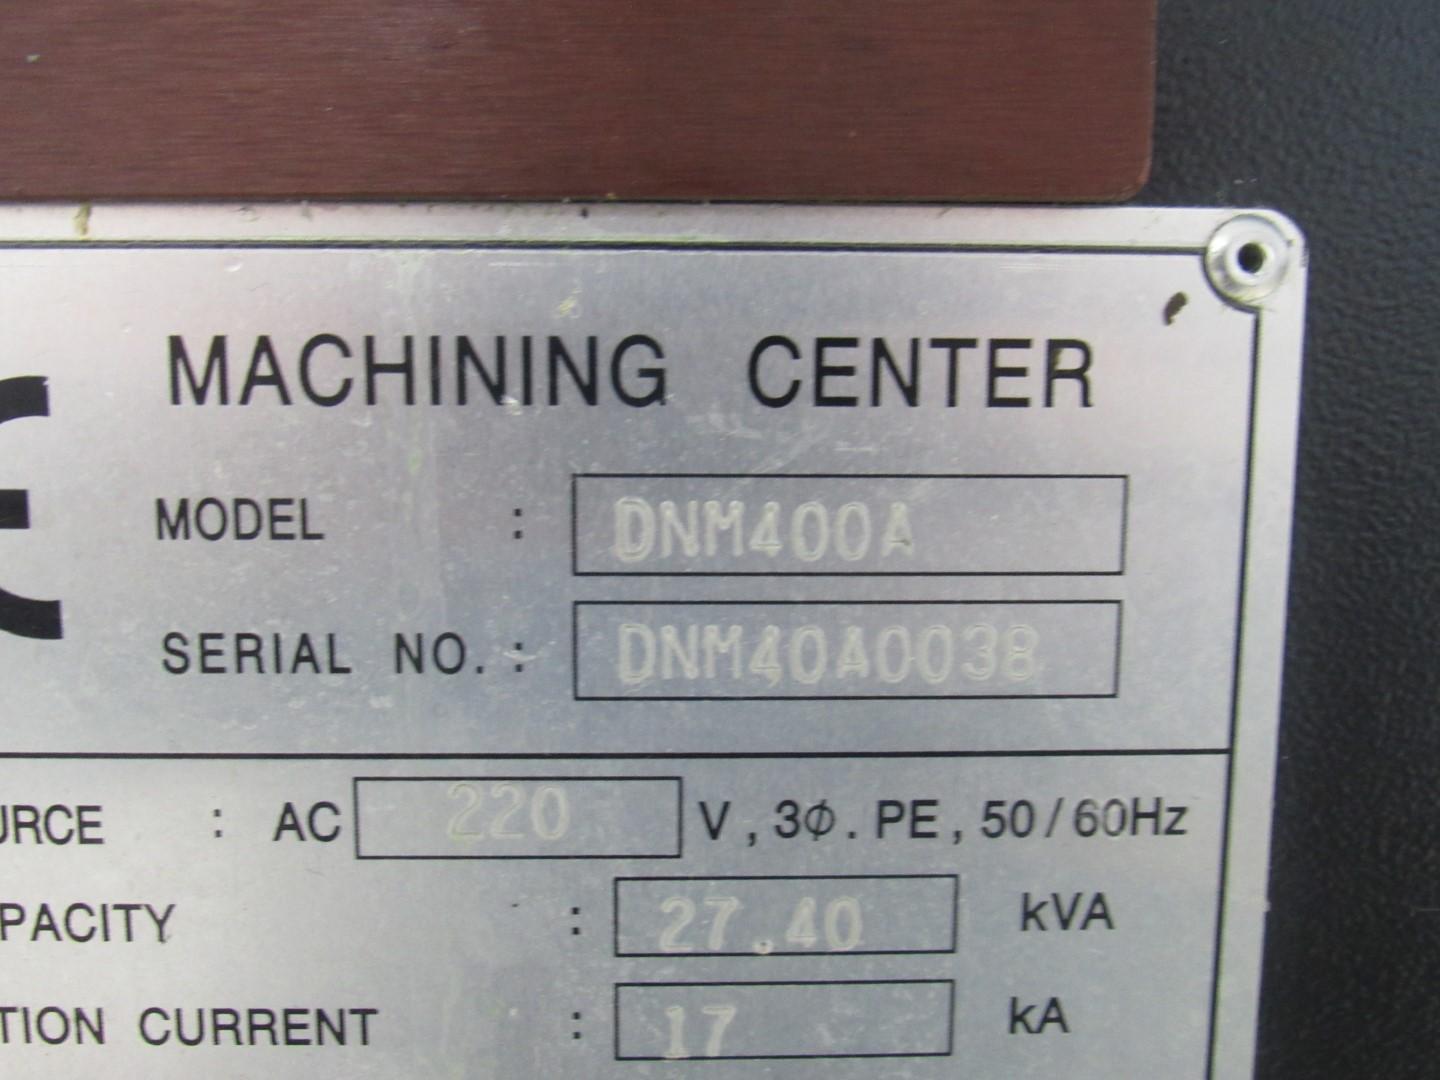 CE
MACHINING CENTER
MODEL : DNM400A
SERIAL NO. : DNM40A0038
URCE : AC 220 V, 3Φ. PE, 50/60Hz
PACITY : 27.40 kVA
TION CURRENT : 17 kA